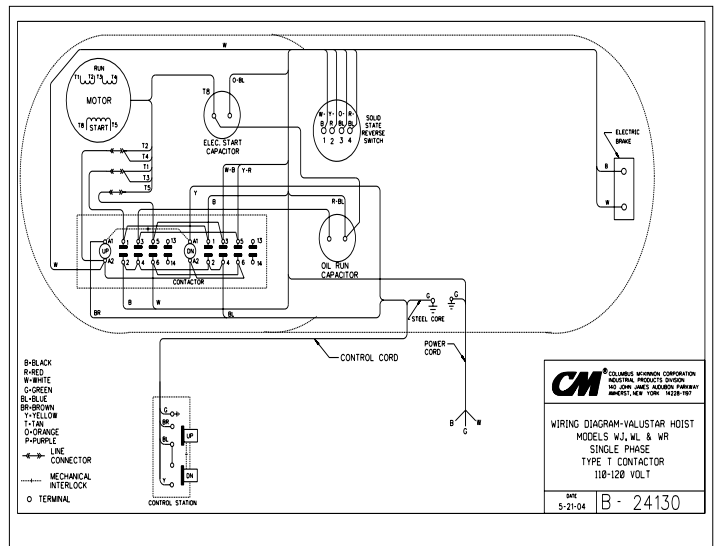 W
RUN
T1 T2 T3 T4
MOTOR
T8 START T5
T8
O-BL
ELEC. START
CAPACITOR
W- Y- O- R-
B R BL BL
1 2 3 4
SOLID
STATE
REVERSE
SWITCH
ELECTRIC
BRAKE
B
W
T2
T4
T1
T3
T5
W-B
Y-R
Y
B
R-BL
OIL RUN
CAPACITOR
A1 1 3 5 13
UP
A2 2 4 6 14
A1 1 3 5 13
DN
A2 2 4 6 14
CONTACTOR
W
B
W
BR
BL
G
G
STEEL CORE
CONTROL CORD
POWER
CORD
B
W
G
B-BLACK
R-RED
W-WHITE
G-GREEN
BL-BLUE
BR-BROWN
Y-YELLOW
T-TAN
O-ORANGE
P-PURPLE
LINE
CONNECTOR
MECHANICAL
INTERLOCK
TERMINAL
G
BR
UP
BL
DN
Y
CONTROL STATION
CM ® COLUMBUS McKINNON CORPORATION
INDUSTRIAL PRODUCTS DIVISION
140 JOHN JAMES AUDUBON PARKWAY
AMHERST, NEW YORK 14228-1197
WIRING DIAGRAM-VALUSTAR HOIST
MODELS WJ, WL & WR
SINGLE PHASE
TYPE T CONTACTOR
110-120 VOLT
DATE
5-21-04
B - 24130